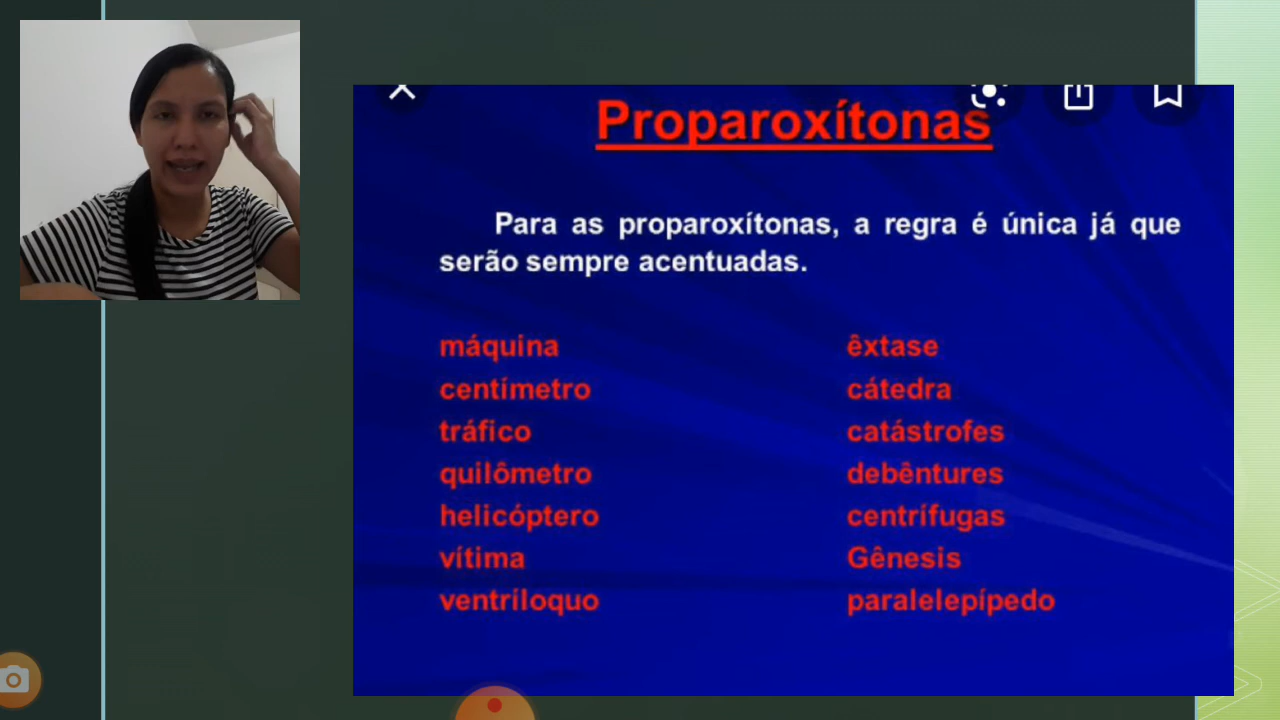 Proparoxítonas
Para as proparoxítonas, a regra é única já que
serão sempre acentuadas.
máquina
centímetro
tráfico
quilômetro
helicóptero
vítima
ventríloquo
êxtase
cátedra
catástrofes
debêntures
centrífugas
Gênesis
paralelepípedo